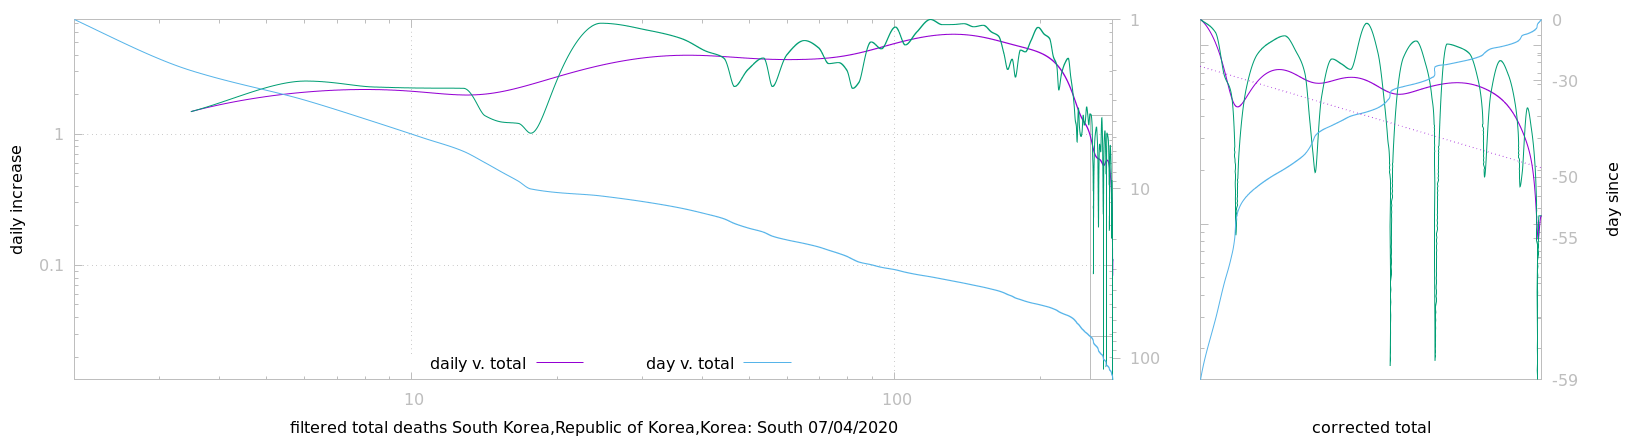 daily increase
1
0.1
10
100
1
10
100
daily v. total
day v. total
filtered total deaths South Korea,Republic of Korea,Korea: South 07/04/2020
0
-30
-50
-55
-59
day since
corrected total